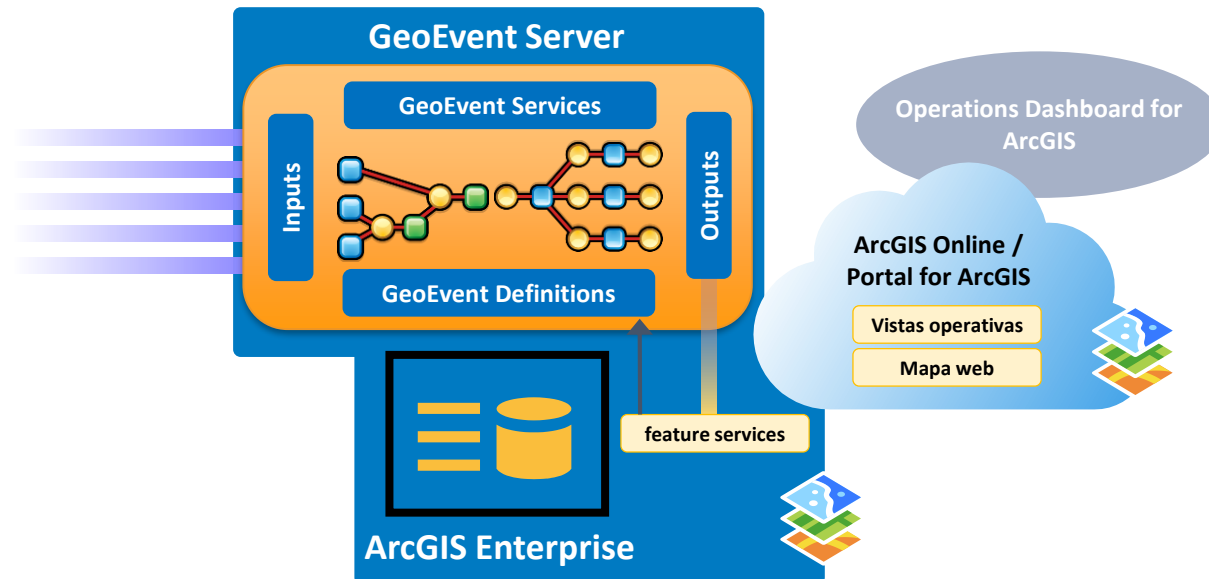 GeoEvent Server
GeoEvent Services
Inputs
Outputs
GeoEvent Definitions
feature services
ArcGIS Enterprise
Operations Dashboard for
ArcGIS
ArcGIS Online /
Portal for ArcGIS
Vistas operativas
Mapa web